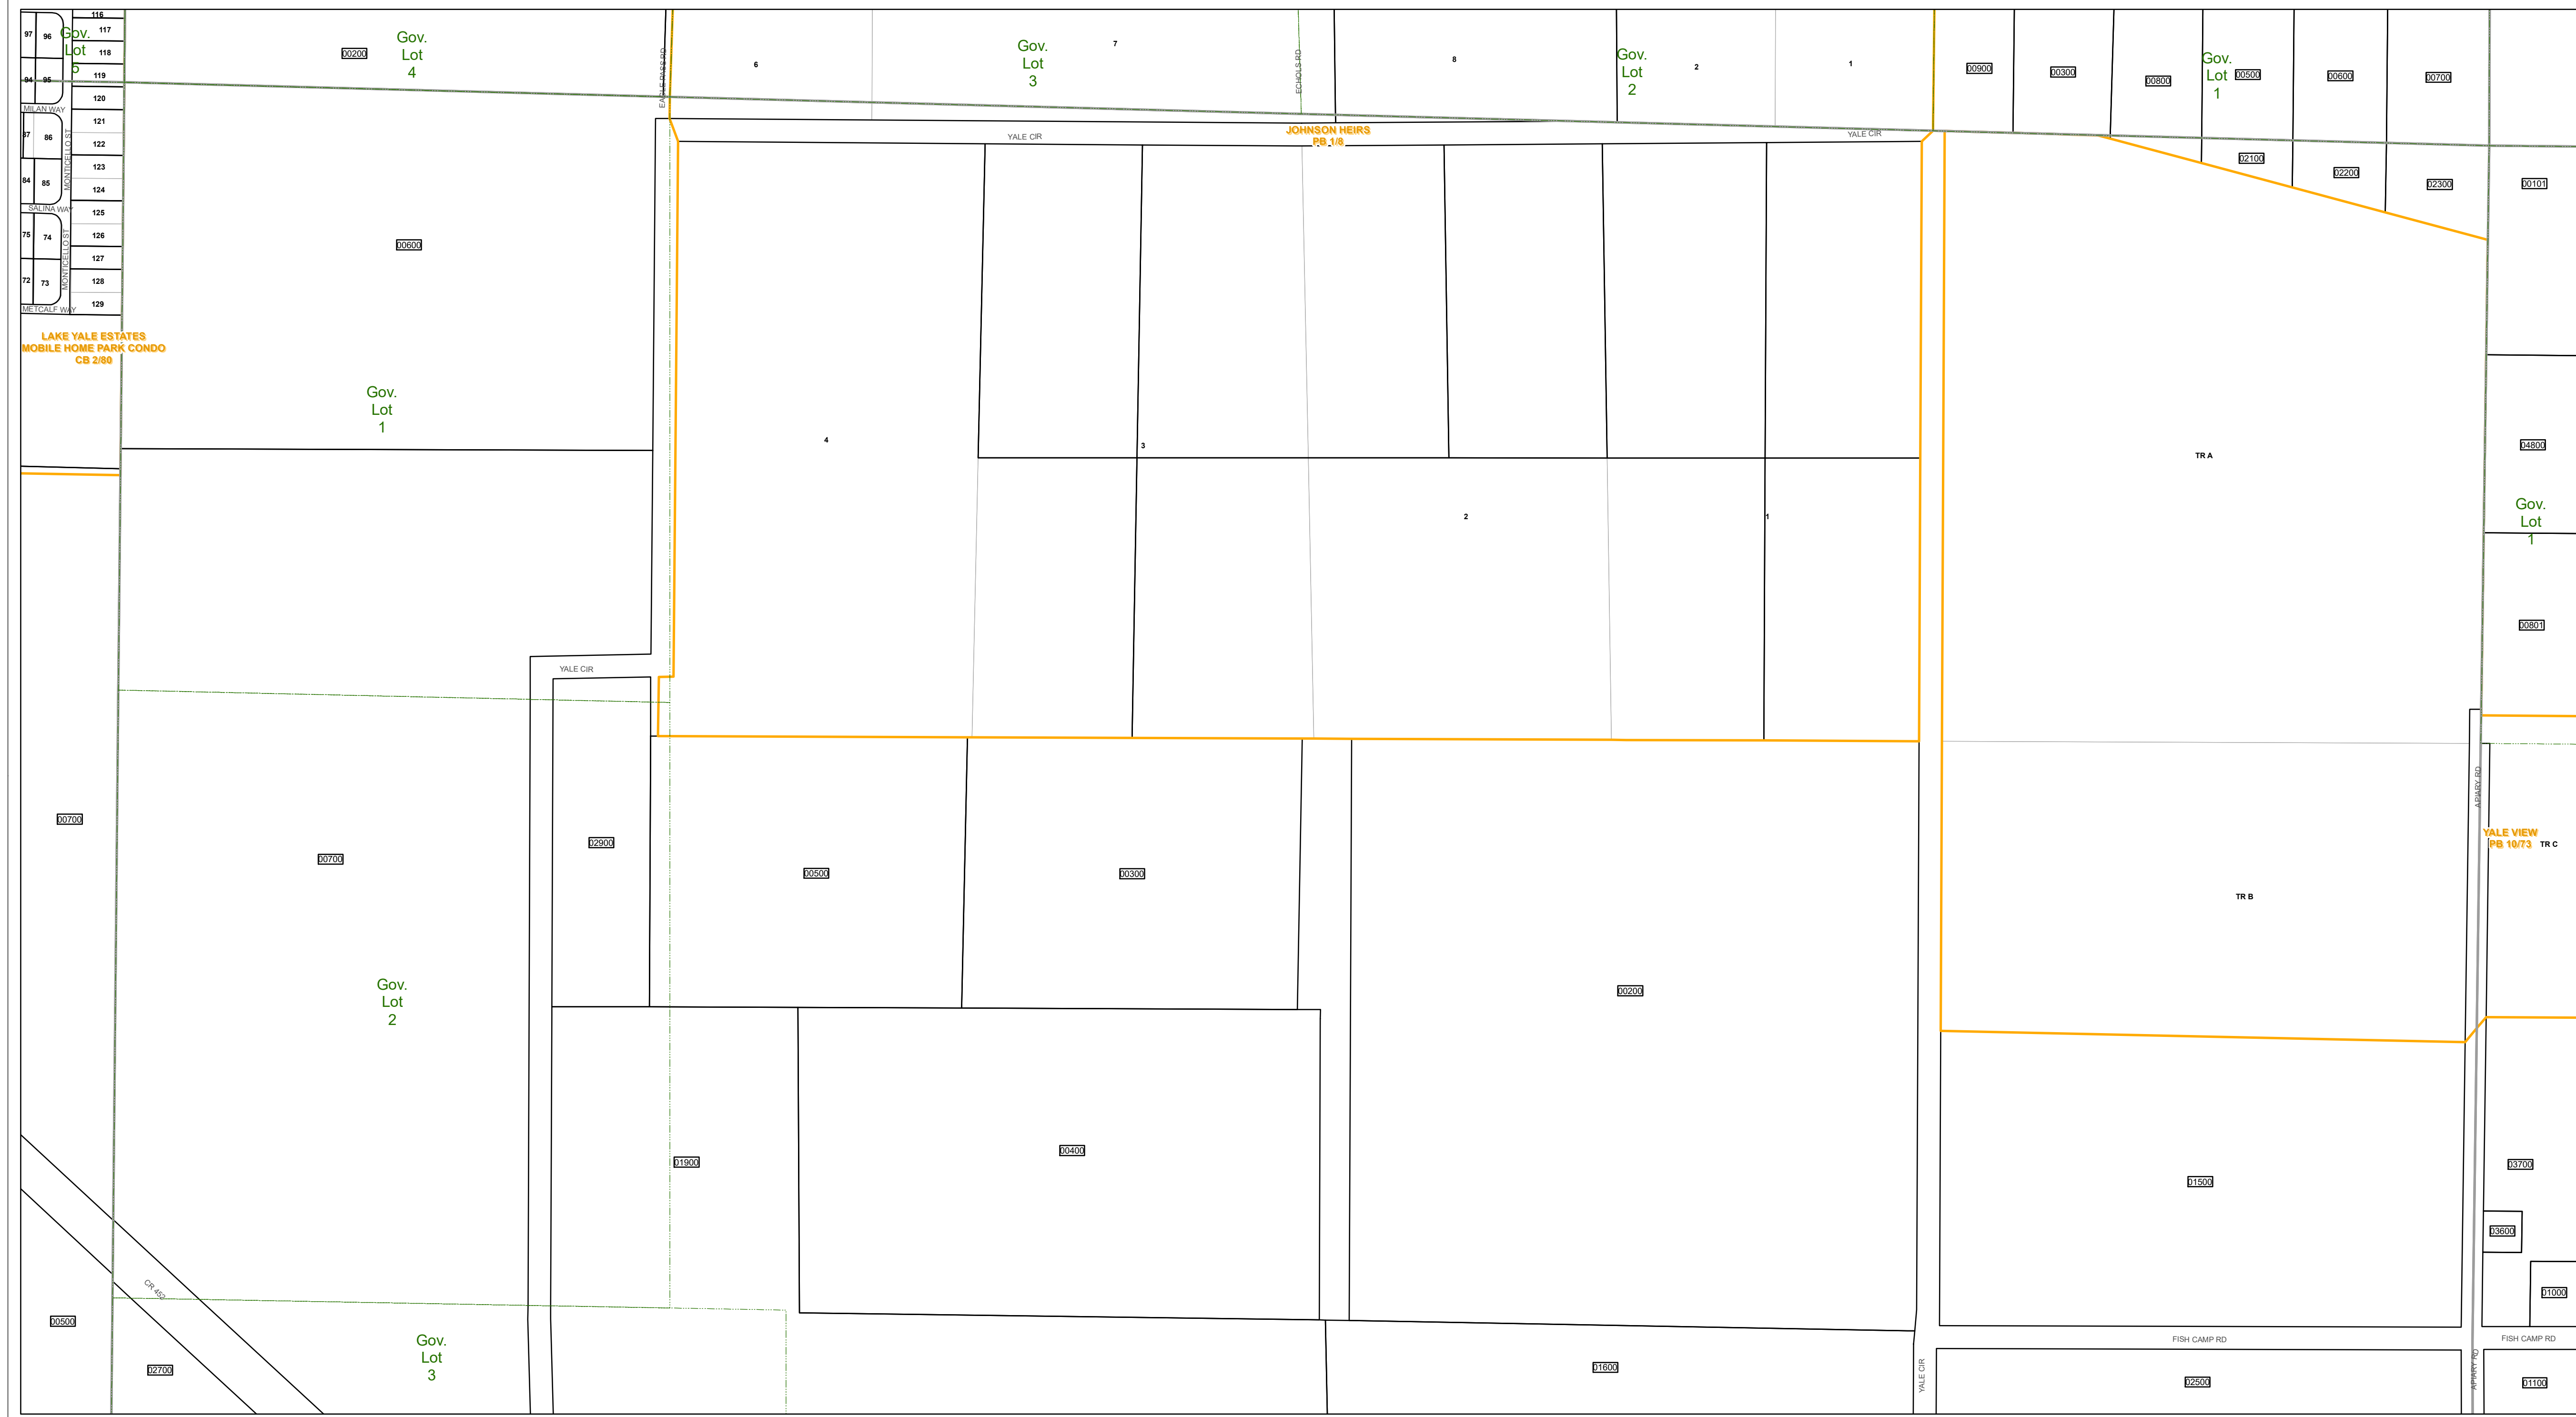 116
97
96
Gov.
Lot
5
117
118
94
95
119
120
MILAN WAY
121
87
86
122
MONTICELLO ST
123
84
85
124
SALINA WAY
125
75
74
126
MONTICELLO ST
127
72
73
128
129
METCALF WAY
LAKE YALE ESTATES
MOBILE HOME PARK CONDO
CB 2/80
00200
Gov.
Lot
4
EAGLE PASS RD
6
Gov.
Lot
3
7
ECHOLS RD
8
Gov.
Lot
2
2
1
00900
00300
00800
Gov.
Lot
1
00500
00600
00700
YALE CIR
JOHNSON HEIRS
PB 1/8
YALE CIR
02100
02200
02300
00101
00600
Gov.
Lot
1
4
3
2
1
TR A
04800
Gov.
Lot
1
00801
YALE CIR
00700
00700
02900
00500
00300
APIARY RD
YALE VIEW
PB 10/73
TR C
TR B
Gov.
Lot
2
00200
01900
00400
01500
03700
03600
01000
CR 452
00500
02700
Gov.
Lot
3
01600
YALE CIR
FISH CAMP RD
FISH CAMP RD
02500
APIARY RD
01100